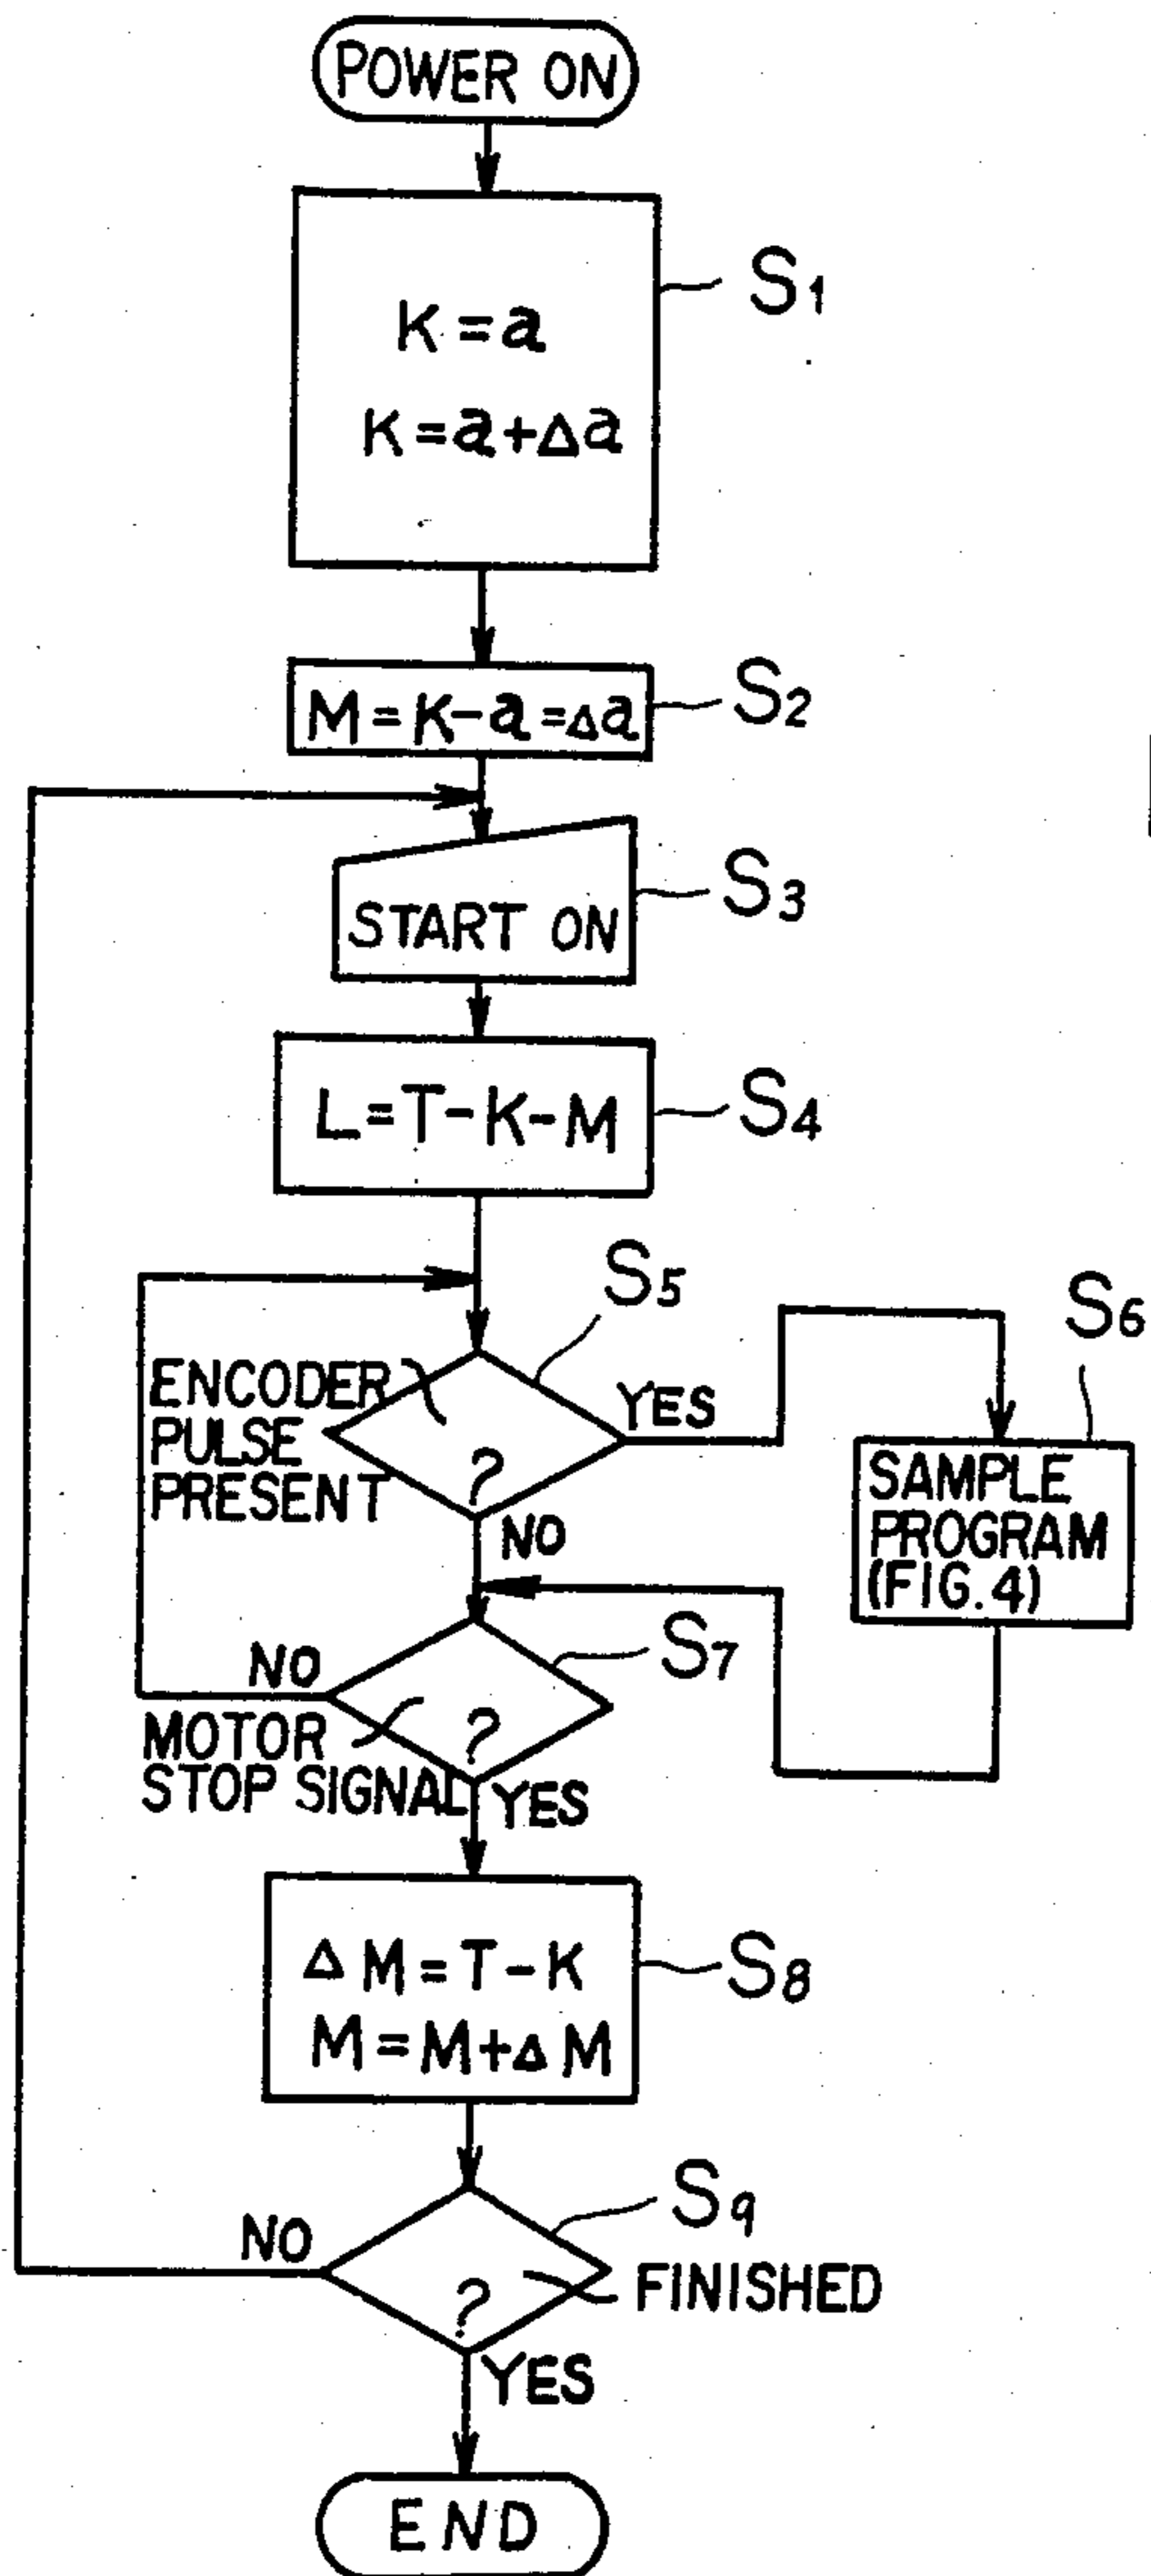 POWER ON
K=a
K=a+Δa
S1
M=K-a=Δa
S2
START ON
S3
L=T-K-M
S4
S5
ENCODER
PULSE
PRESENT
?
YES
NO
S6
SAMPLE
PROGRAM
(FIG.4)
S7
NO
MOTOR
STOP SIGNAL
?
YES
ΔM=T-K
M=M+ΔM
S8
S9
NO
FINISHED
?
YES
END